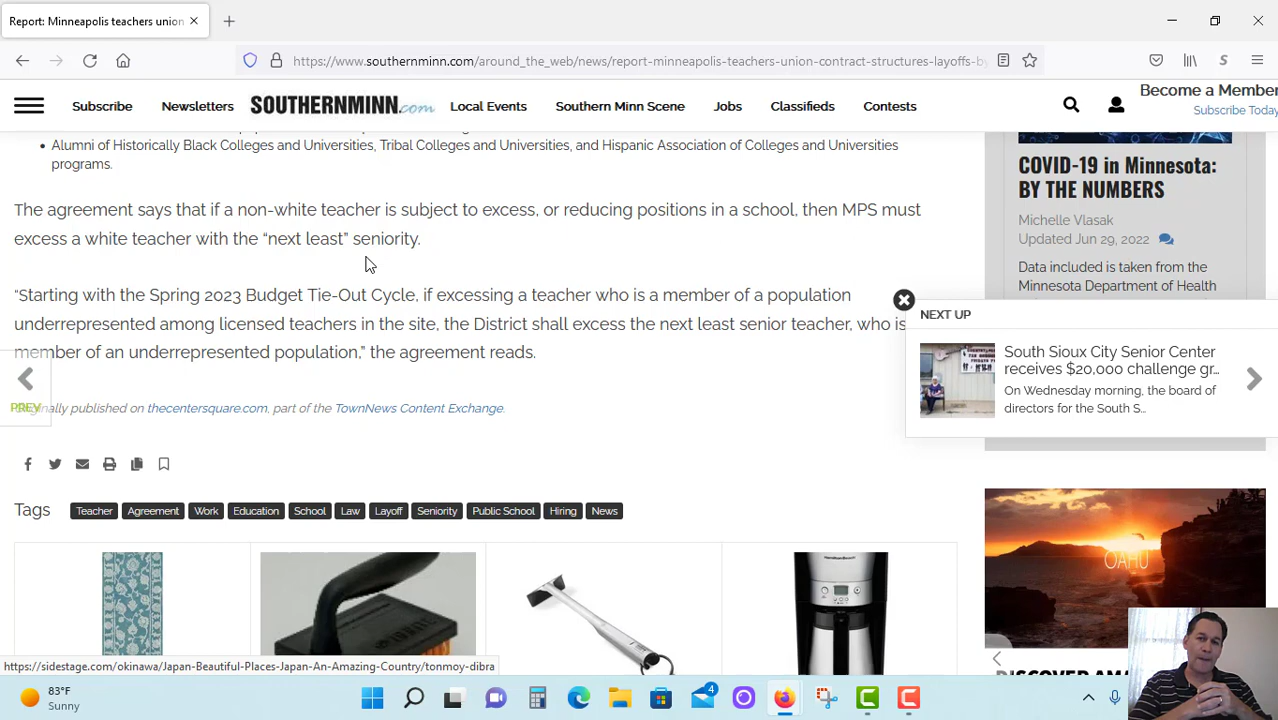 Report: Minneapolis teachers union
https://www.southernminn.com/around_the_web/news/report-minneapolis-teachers-union-contract-structures-layoffs-by
Subscribe
Newsletters
SOUTHERNMINN.com
Local Events
Southern Minn Scene
Jobs
Classifieds
Contests
Become a Member
Subscribe Today
Alumni of Historically Black Colleges and Universities, Tribal Colleges and Universities, and Hispanic Association of Colleges and Universities
programs.
The agreement says that if a non-white teacher is subject to excess, or reducing positions in a school, then MPS must
excess a white teacher with the “next least” seniority.
“Starting with the Spring 2023 Budget Tie-Out Cycle, if excessing a teacher who is a member of a population
underrepresented among licensed teachers in the site, the District shall excess the next least senior teacher, who is
member of an underrepresented population,” the agreement reads.
PREV
published on thecentersquare.com, part of the TownNews Content Exchange.
Tags
Teacher
Agreement
Work
Education
School
Law
Layoff
Seniority
Public School
Hiring
News
COVID-19 in Minnesota:
BY THE NUMBERS
Michelle Vlasak
Updated Jun 29, 2022
Data included is taken from the
Minnesota Department of Health
NEXT UP
South Sioux City Senior Center
receives $20,000 challenge gr...
On Wednesday morning, the board of
directors for the South S...
OAHU
https://sidestage.com/okinawa/Japan-Beautiful-Places-Japan-An-Amazing-Country/tonmoy-dibra
83°F
Sunny
4